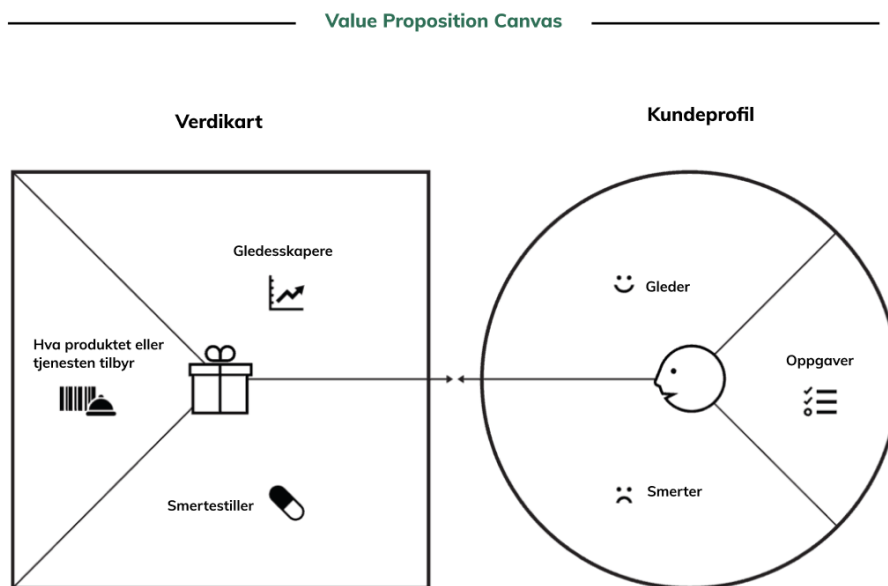 Value Proposition Canvas
Verdikart
Kundeprofil
Gledesskapere
Gleder
Hva produktet eller
tjenesten tilbyr
Oppgaver
Smertestiller
Smerter